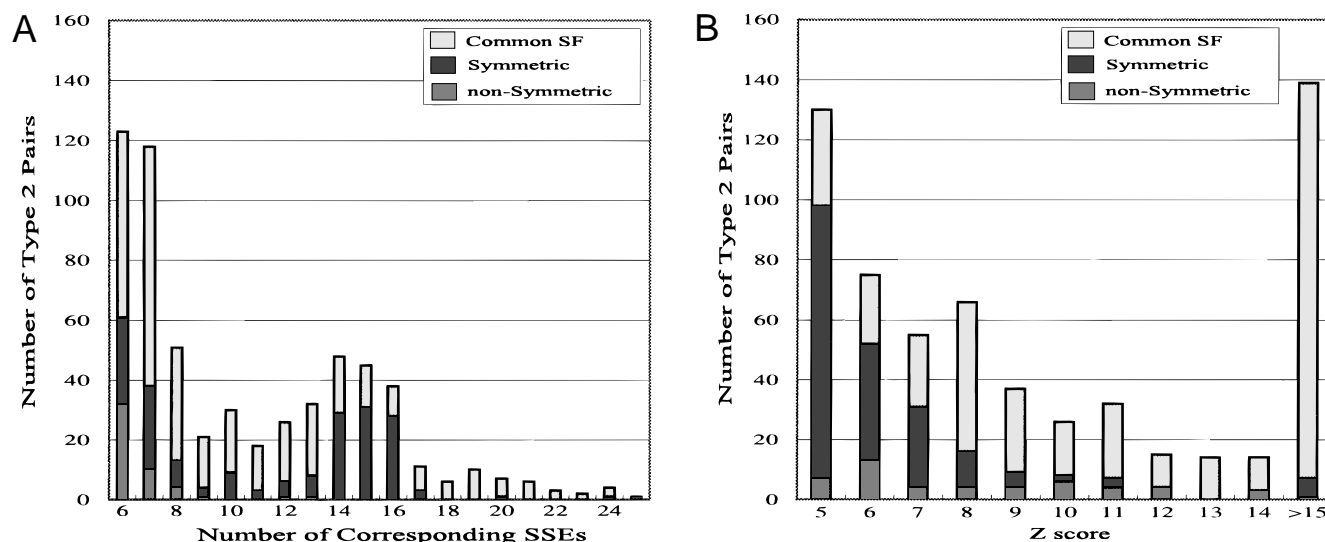 A
Number of Type 2 Pairs
160
140
120
100
80
60
40
20
0
Common SF
Symmetric
non-Symmetric
6 8 10 12 14 16 18 20 22 24
Number of Corresponding SSEs
B
Number of Type 2 Pairs
160
140
120
100
80
60
40
20
0
Common SF
Symmetric
non-Symmetric
5 6 7 8 9 10 11 12 13 14 >15
Z score